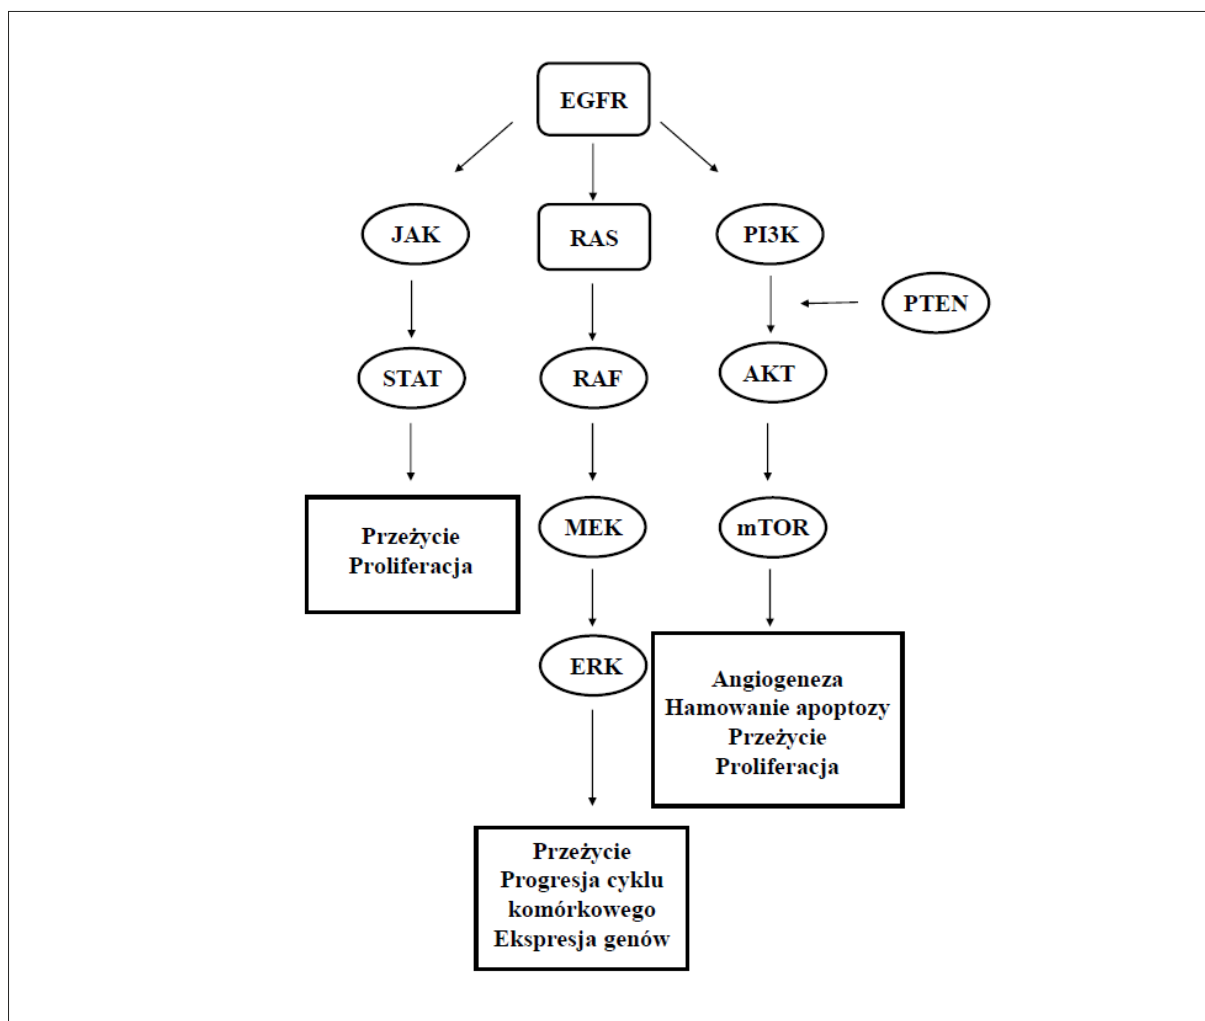 EGFR
JAK
RAS
PI3K
PTEN
STAT
RAF
AKT
Przeżycie
Proliferacja
MEK
mTOR
ERK
Angiogeneza
Hamowanie apoptozy
Przeżycie
Proliferacja
Przeżycie
Progresja cyklu
komórkowego
Ekspresja genów